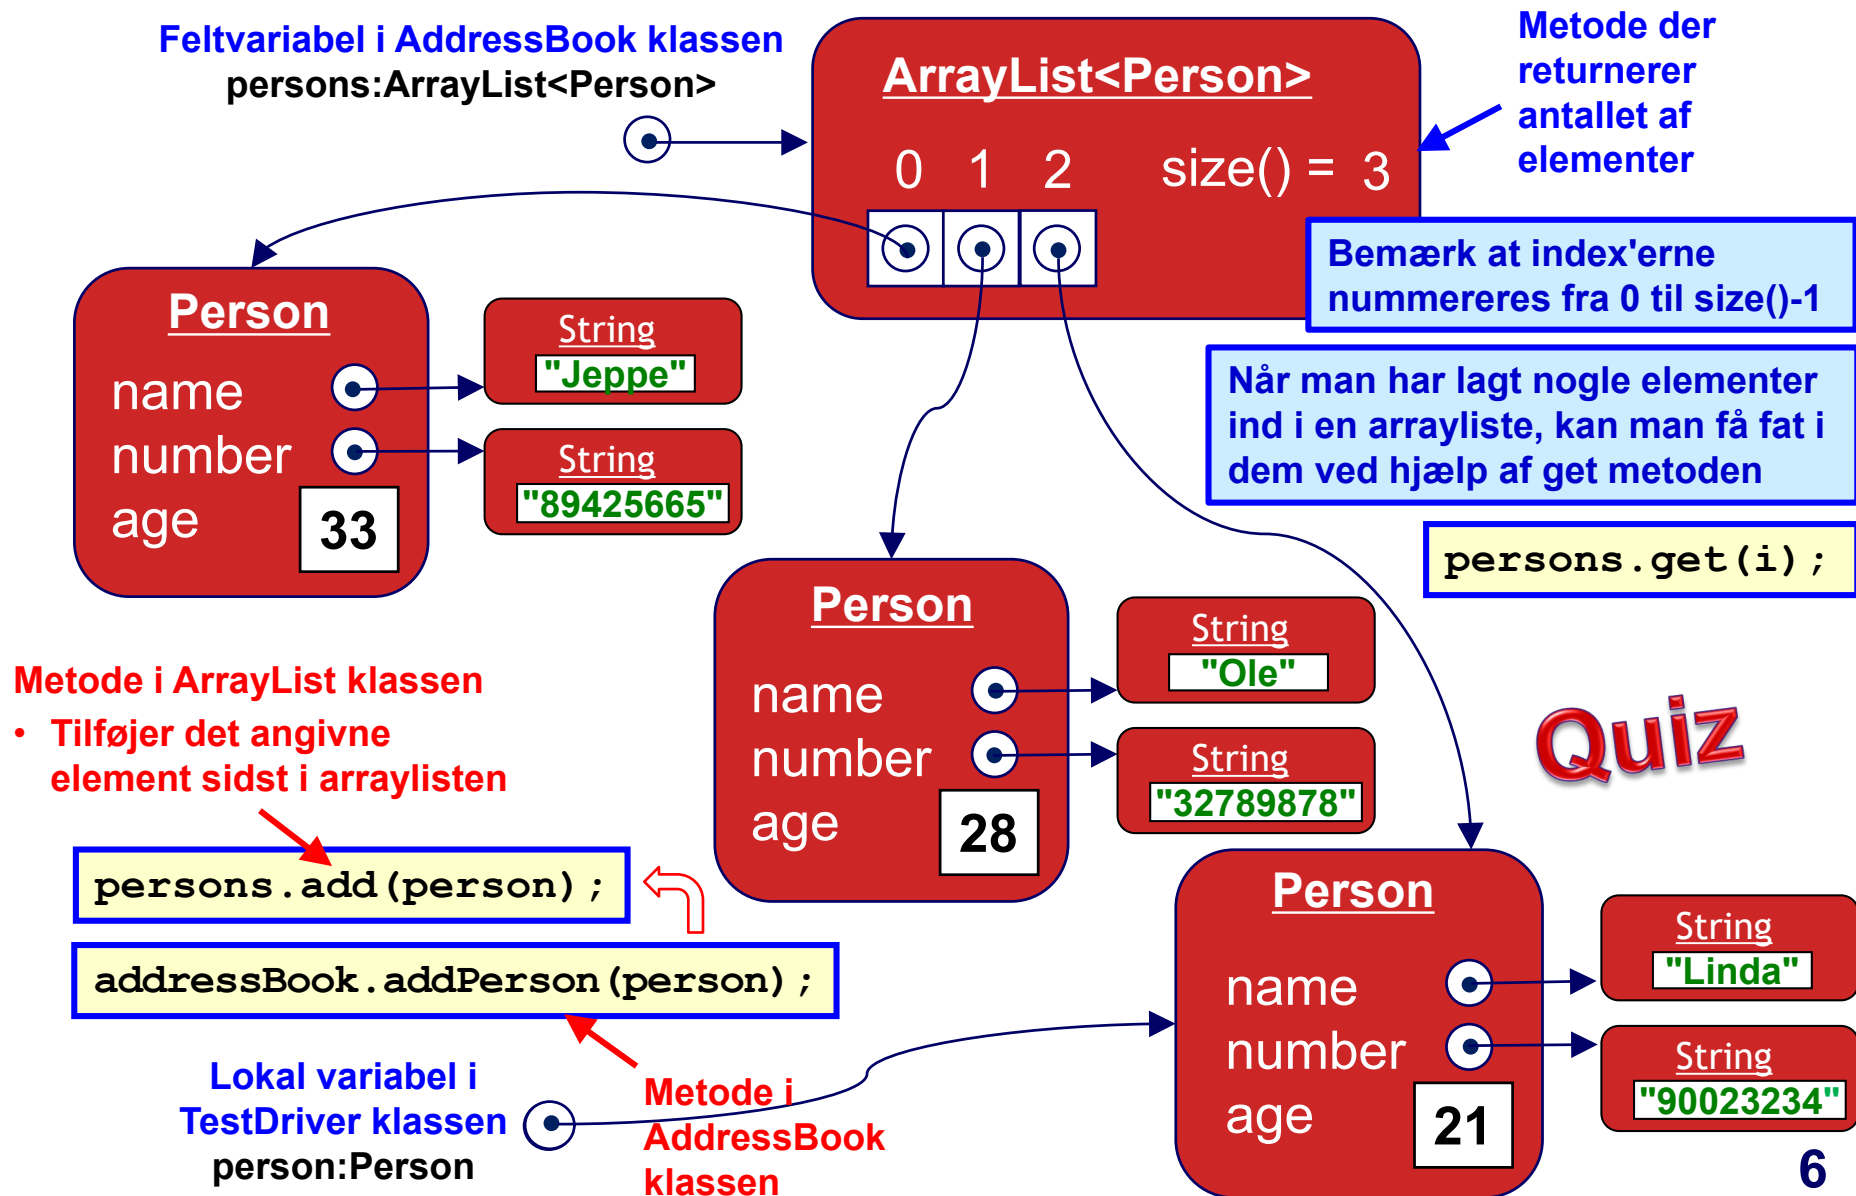 Feltvariabel i AddressBook klassen
persons:ArrayList<Person>
ArrayList<Person>
0 1 2 size() = 3
Metode der
returnerer
antallet af
elementer
Bemærk at index'erne
nummereres fra 0 til size()-1
Når man har lagt nogle elementer
ind i en arrayliste, kan man få fat i
dem ved hjælp af get metoden
persons.get(i);
Person
name
number
age
33
String
"Jeppe"
String
"89425665"
Person
name
number
age
28
String
"Ole"
String
"32789878"
Quiz
Metode i ArrayList klassen
• Tilføjer det angivne
element sidst i arraylisten
persons.add(person);
addressBook.addPerson(person);
Lokal variabel i
TestDriver klassen
person:Person
Metode i
AddressBook
klassen
Person
name
number
age
21
String
"Linda"
String
"90023234"
6